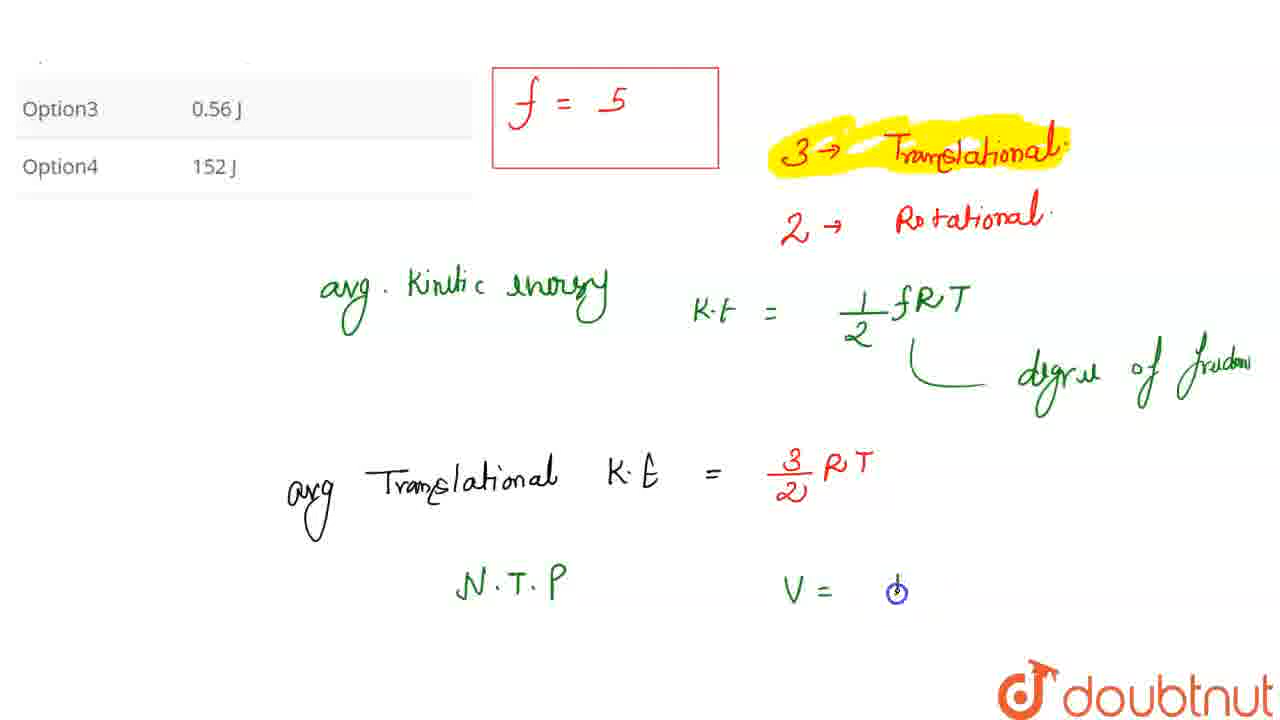 Option3 0.56 J
Option4 152 J
f = 5
3 → Translational.
2 → Rotational.
avg. Kinetic energy K.E = 1/2 fRT
degree of freedom
avg Translational K.E = 3/2 RT
N.T.P V =
doubtnut